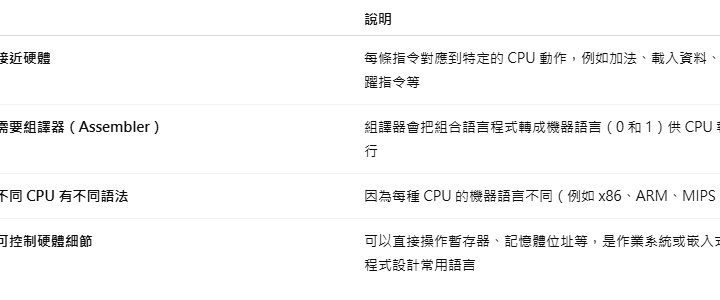 說明
接近硬體
每條指令對應到特定的 CPU 動作，例如加法、載入資料、
躍指令等
需要組譯器（Assembler）
組譯器會把組合語言程式轉成機器語言（0 和 1）供 CPU
行
不同 CPU 有不同語法
因為每種 CPU 的機器語言不同（例如 x86、ARM、MIPS
可控制硬體細節
可以直接操作暫存器、記憶體位址等，是作業系統或嵌入式
程式設計常用語言